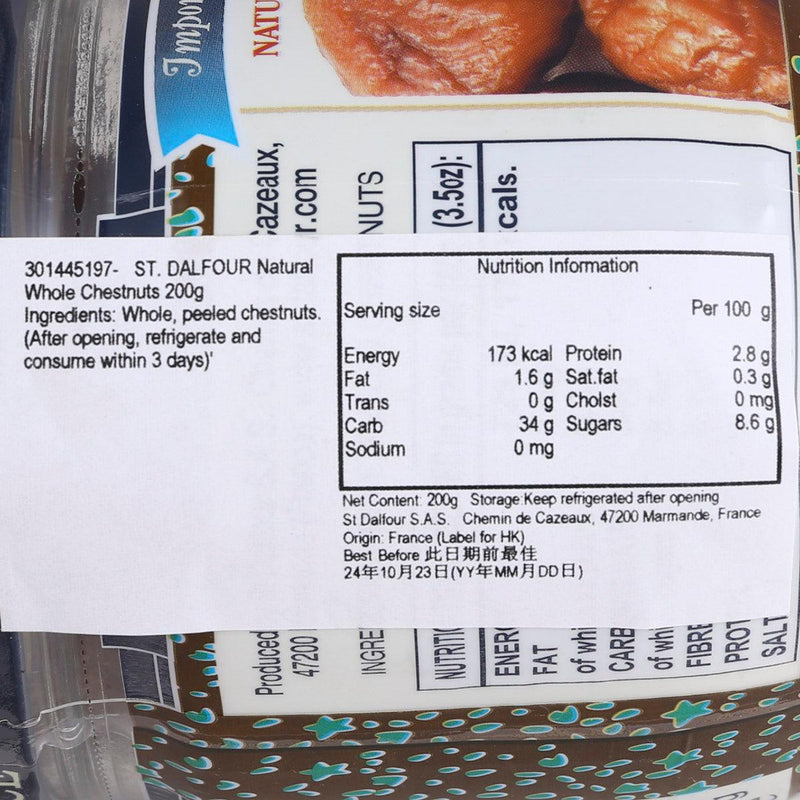 Impor
NATU
Cazeaux,
r.com
NUTS
(3.5oz):
cals.
301445197- ST. DALFOUR Natural
Whole Chestnuts 200g
Ingredients: Whole, peeled chestnuts.
(After opening, refrigerate and
consume within 3 days)'
Nutrition Information
Serving size Per 100 g
Energy 173 kcal Protein 2.8 g
Fat 1.6 g Sat.fat 0.3 g
Trans 0 g Cholst 0 mg
Carb 34 g Sugars 8.6 g
Sodium 0 mg
Net Content: 200g Storage:Keep refrigerated after opening
St Dalfour S.A.S. Chemin de Cazeaux, 47200 Marmande, France
Origin: France (Label for HK)
Best Before 此日期前最佳
24年10月23日(YY年MM月DD日)
Produced
47200
INGRE
NUTRITI
ENER
FAT
of whi
CARB
of whi
FIBRE
PROT
SALT